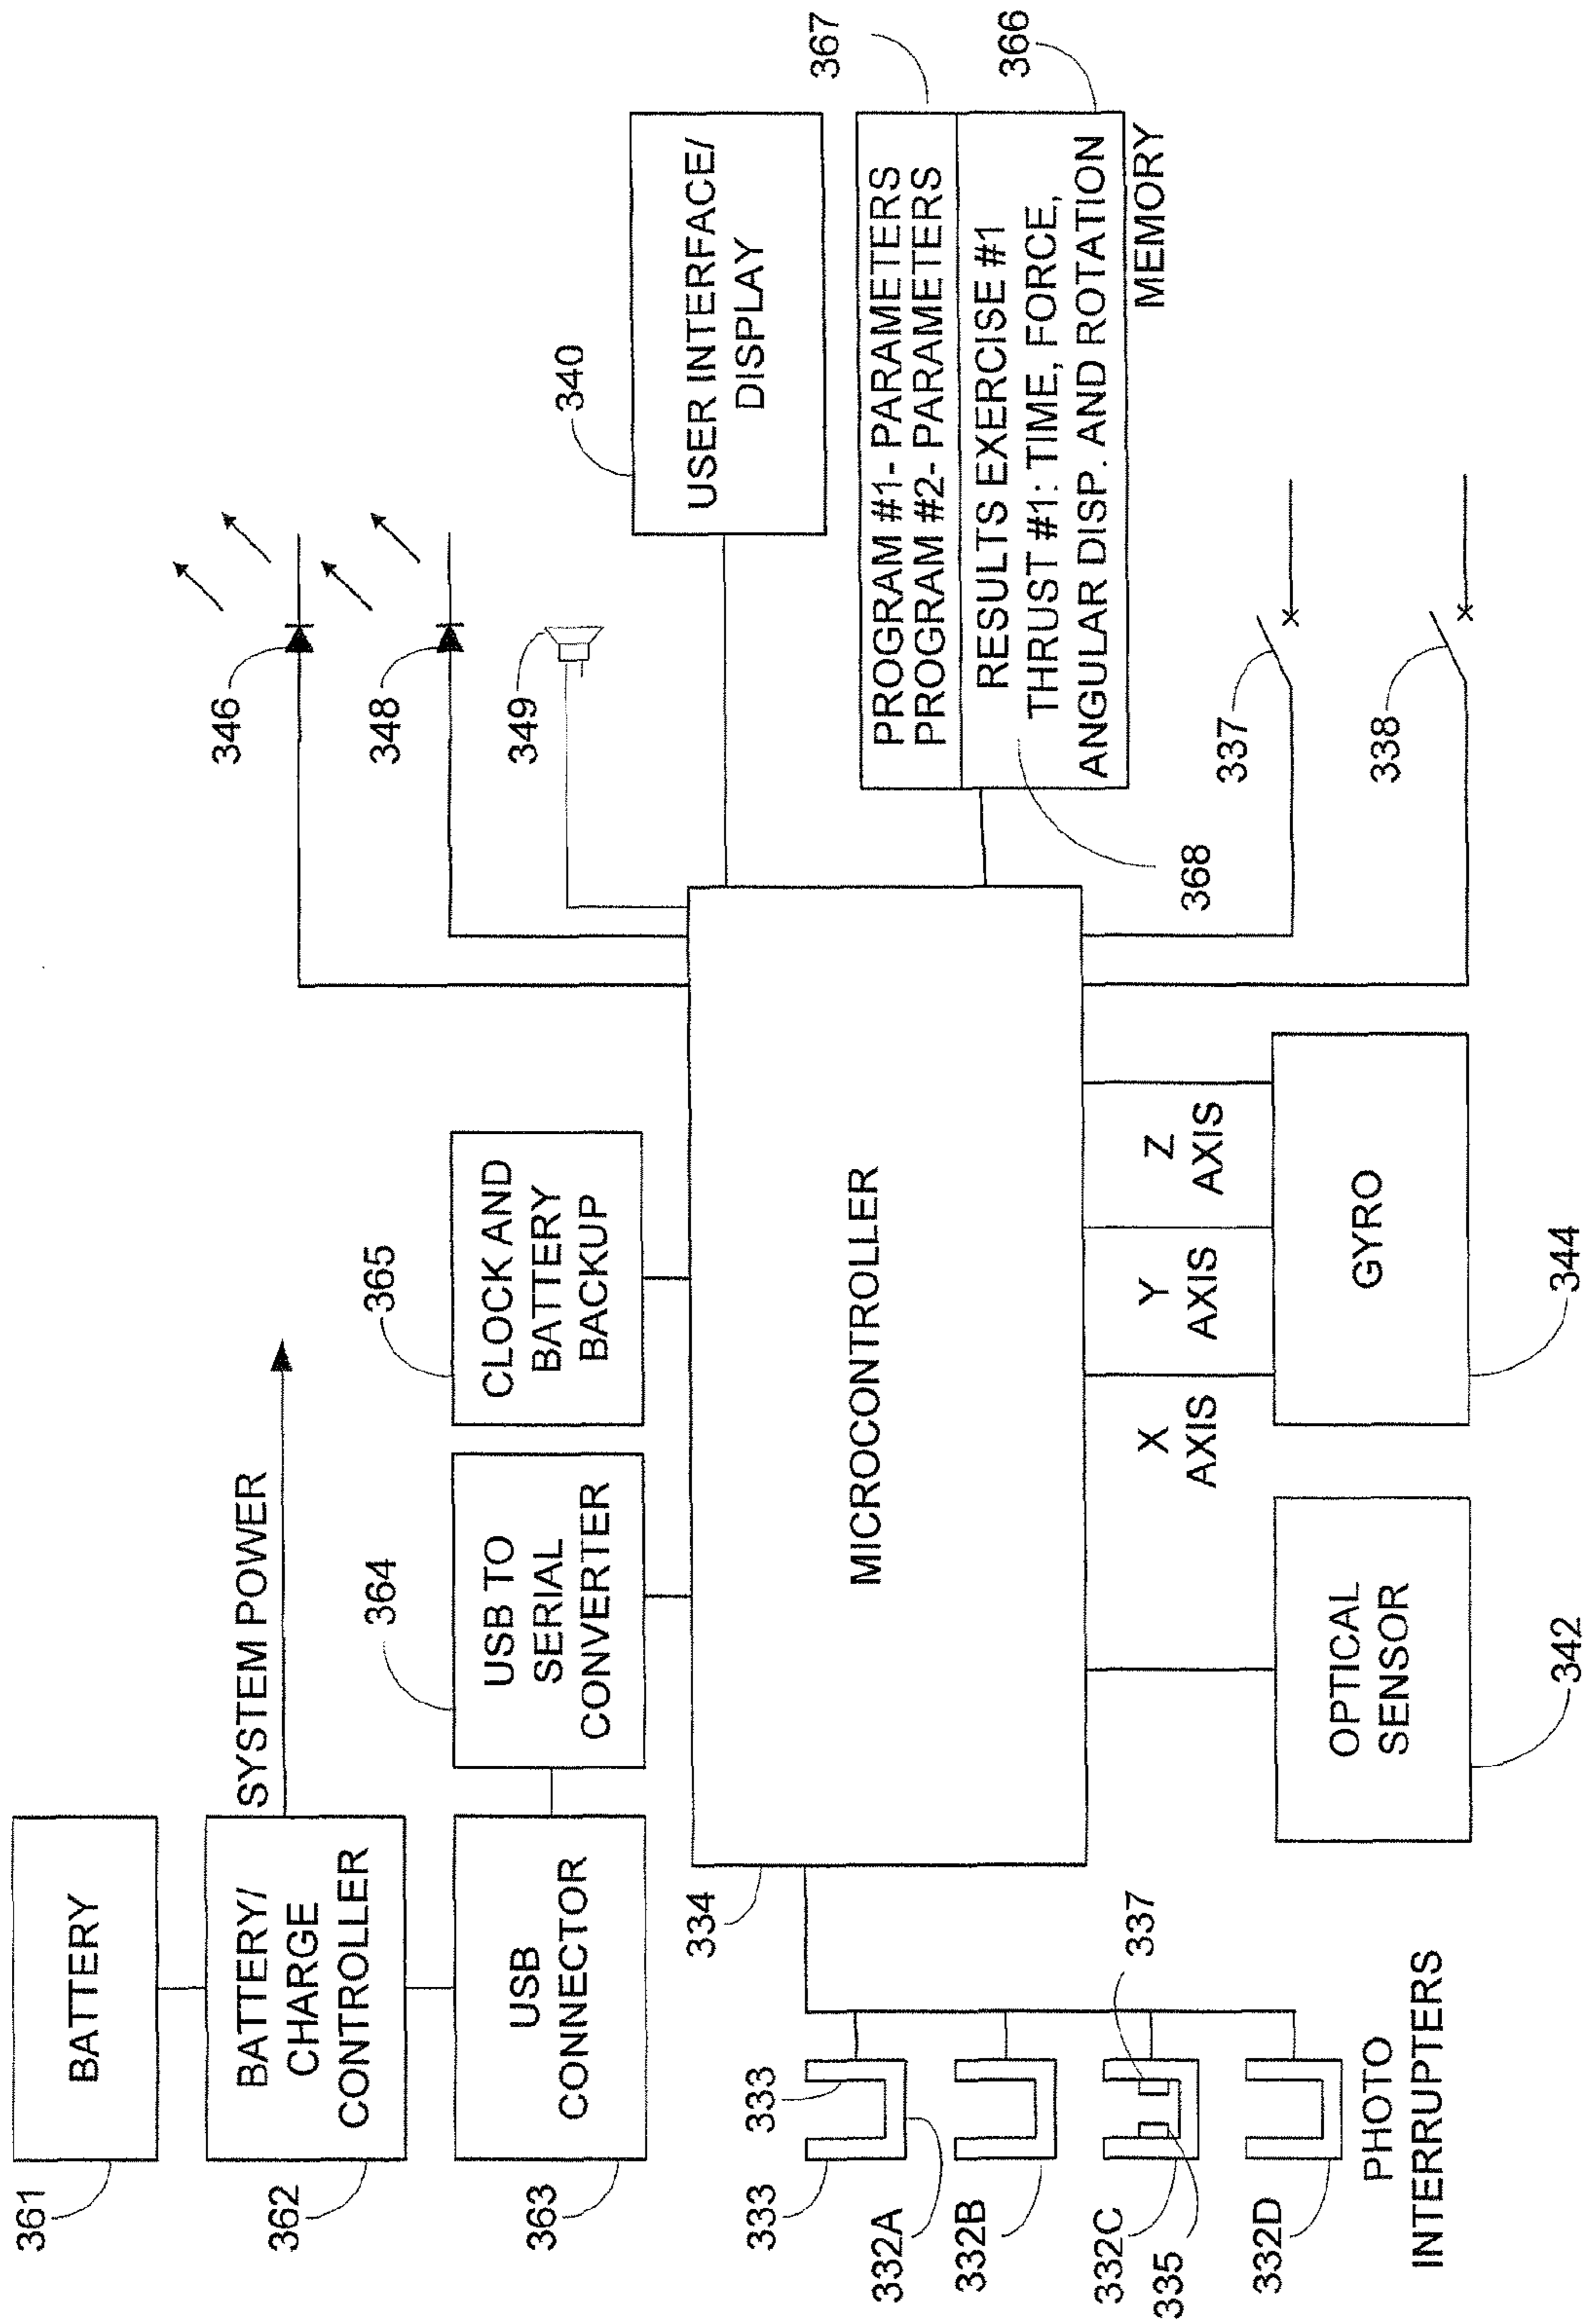 361
BATTERY
362
BATTERY/
CHARGE
CONTROLLER
SYSTEM POWER
363
USB
CONNECTOR
364
USB TO
SERIAL
CONVERTER
365
CLOCK AND
BATTERY
BACKUP
346
348
349
340
USER INTERFACE/
DISPLAY
334
MICROCONTROLLER
367
PROGRAM #1- PARAMETERS
PROGRAM #2- PARAMETERS
366
RESULTS EXERCISE #1
THRUST #1: TIME, FORCE,
ANGULAR DISP. AND ROTATION
MEMORY
368
333
333
332A
332B
332C
335
337
332D
PHOTO
INTERRUPTERS
X
AXIS
Y
AXIS
Z
AXIS
OPTICAL
SENSOR
342
GYRO
344
337
338